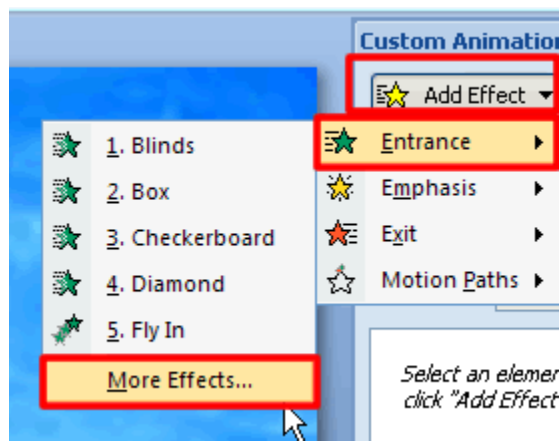 Custom Animation
Add Effect
Entrance
Emphasis
Exit
Motion Paths
1. Blinds
2. Box
3. Checkerboard
4. Diamond
5. Fly In
More Effects...
Select an elemen
click "Add Effect